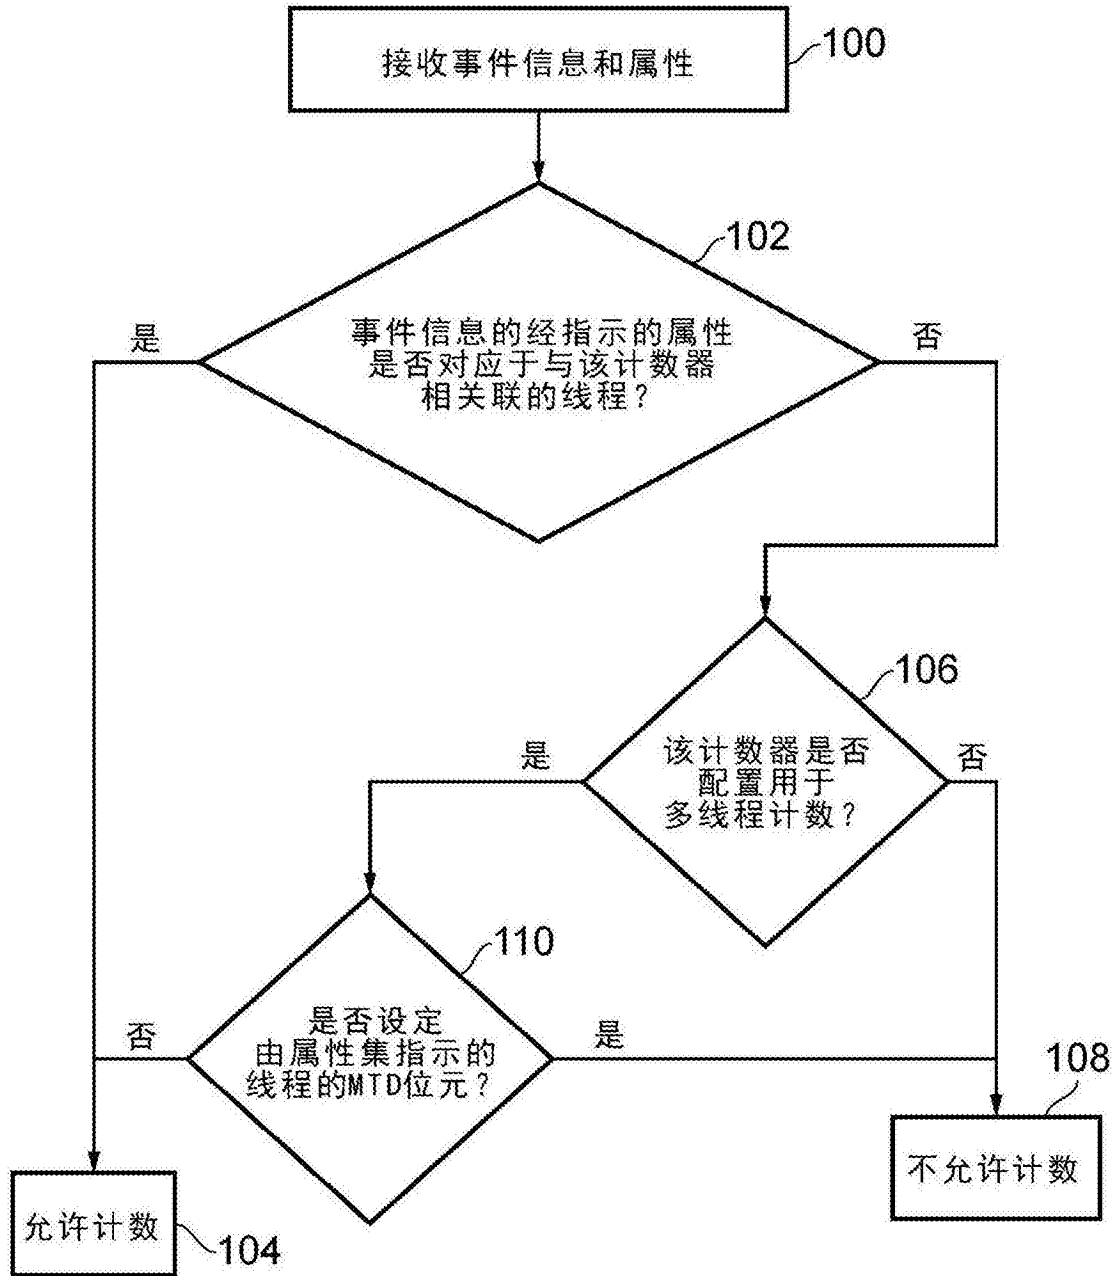 接收事件信息和属性
100
102
事件信息的经指示的属性
是否对应于与该计数器
相关联的线程？
是
否
106
该计数器是否
配置用于
多线程计数？
是
否
110
是否设定
由属性集指示的
线程的MTD位元？
否
是
108
不允许计数
允许计数
104